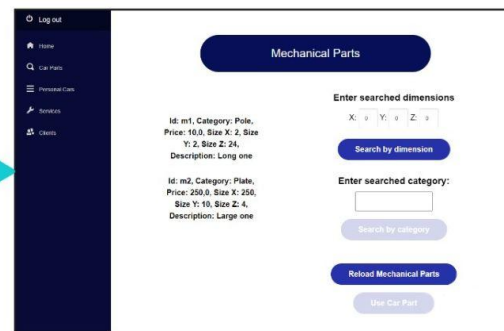 Log out
Home
Car Parts
Personal Cars
Services
Clients
Mechanical Parts
Id: m1, Category: Pole,
Price: 10,0, Size X: 2, Size
Y: 2, Size Z: 24,
Description: Long one
Id: m2, Category: Plate,
Price: 250,0, Size X: 250,
Size Y: 10, Size Z: 4,
Description: Large one
Enter searched dimensions
X: 0 Y: 0 Z: 0
Search by dimension
Enter searched category:
Search by category
Reload Mechanical Parts
Use Car Part